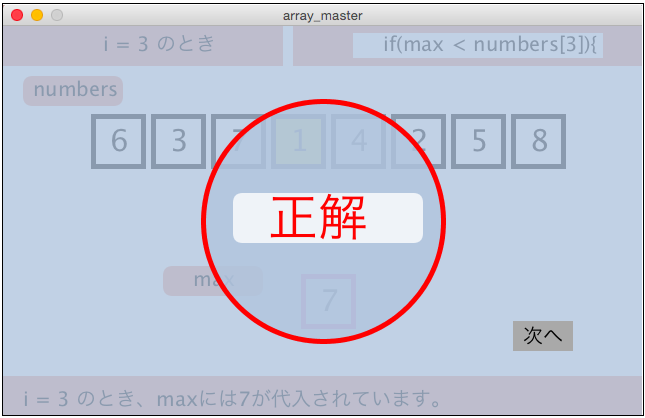 array_master
i = 3 のとき
if(max < numbers[3]){
numbers
6 3 7 1 4 2 5 8
正解
max
7
次へ
i = 3 のとき、maxには7が代入されています。